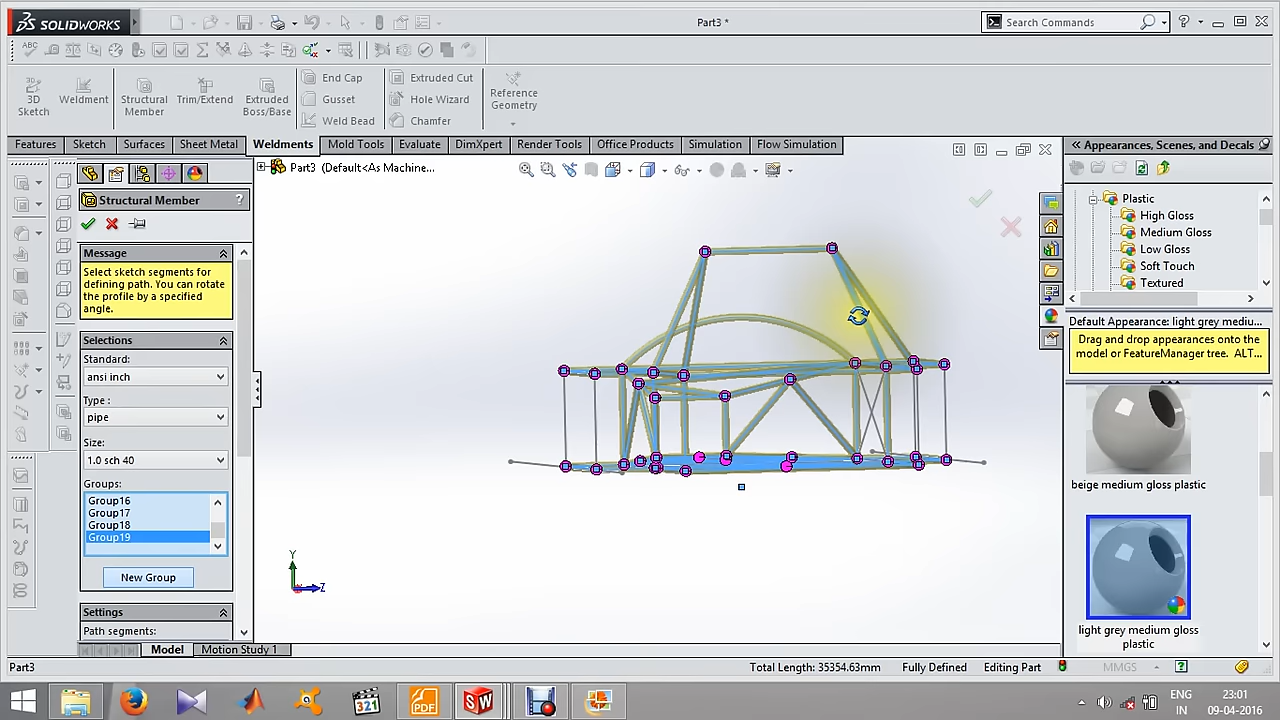 SOLIDWORKS
Part3 *
Search Commands
3D
Sketch
Weldment
Structural
Member
Trim/Extend
Extruded
Boss/Base
End Cap
Gusset
Weld Bead
Extruded Cut
Hole Wizard
Chamfer
Reference
Geometry
Features
Sketch
Surfaces
Sheet Metal
Weldments
Mold Tools
Evaluate
DimXpert
Render Tools
Office Products
Simulation
Flow Simulation
Part3 (Default<As Machine...
Structural Member
?
Message
Select sketch segments for
defining path. You can rotate
the profile by a specified
angle.
Selections
Standard:
ansi inch
Type :
pipe
Size:
1.0 sch 40
Groups:
Group16
Group17
Group18
Group19
New Group
Settings
Path segments:
Y
Z
Appearances, Scenes, and Decals
Plastic
High Gloss
Medium Gloss
Low Gloss
Soft Touch
Textured
Default Appearance: light grey mediu...
Drag and drop appearances onto the
model or FeatureManager tree. ALT...
beige medium gloss plastic
light grey medium gloss
plastic
Model
Motion Study 1
Part3
Total Length: 35354.63mm
Fully Defined
Editing Part
MMGS
321
PDF
SW
ENG
IN
23:01
09-04-2016